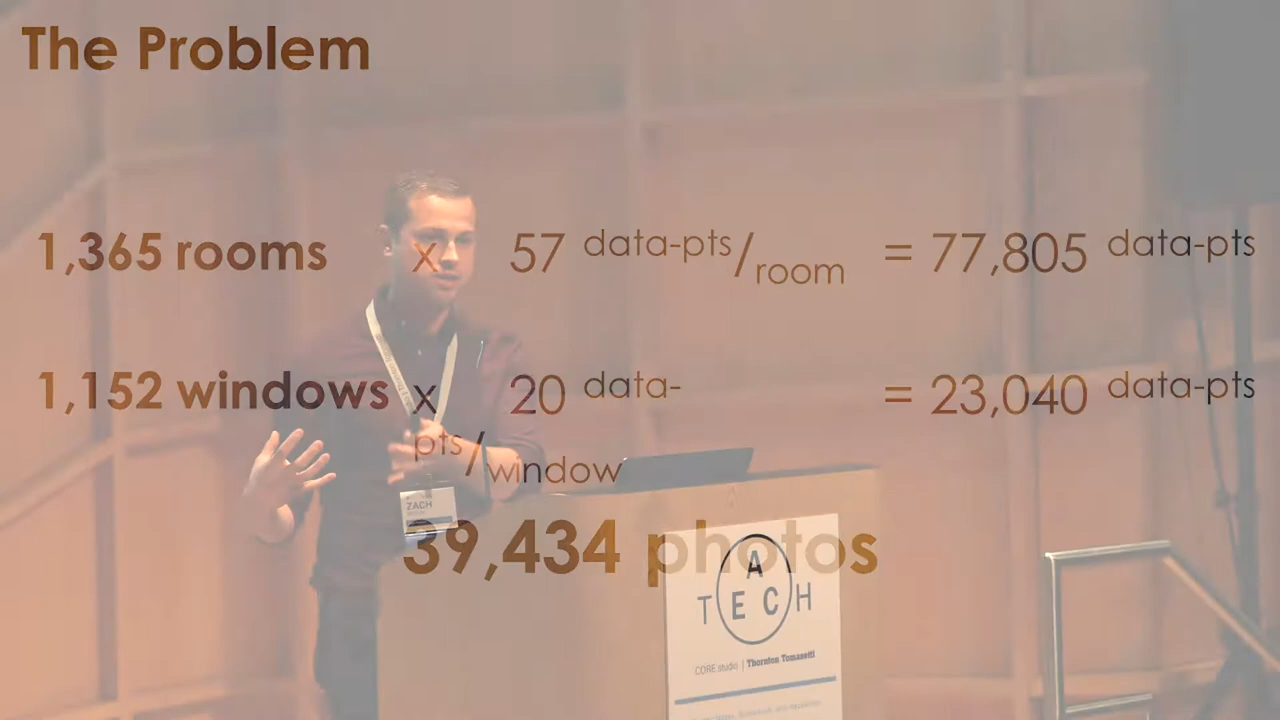 The Problem
1,365 rooms x 57 data-pts/room = 77,805 data-pts
1,152 windows x 20 data- = 23,040 data-pts
pts/window
ZACH
39,434 photos
A
TECH
CORE studio | Thornton Tomasetti